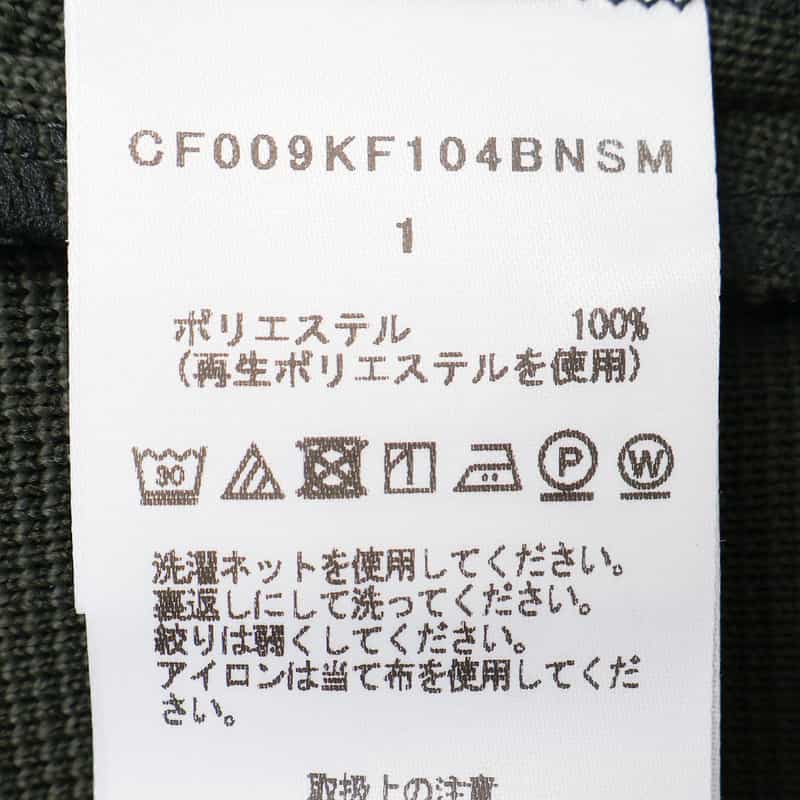 CF009KF104BNSM
1
ポリエステル 100%
(再生ポリエステルを使用)
30 P W
洗濯ネットを使用してください。
裏返しにして洗ってください。
絞りは弱くしてください。
アイロンは当て布を使用してくだ
さい。
取扱上の注意